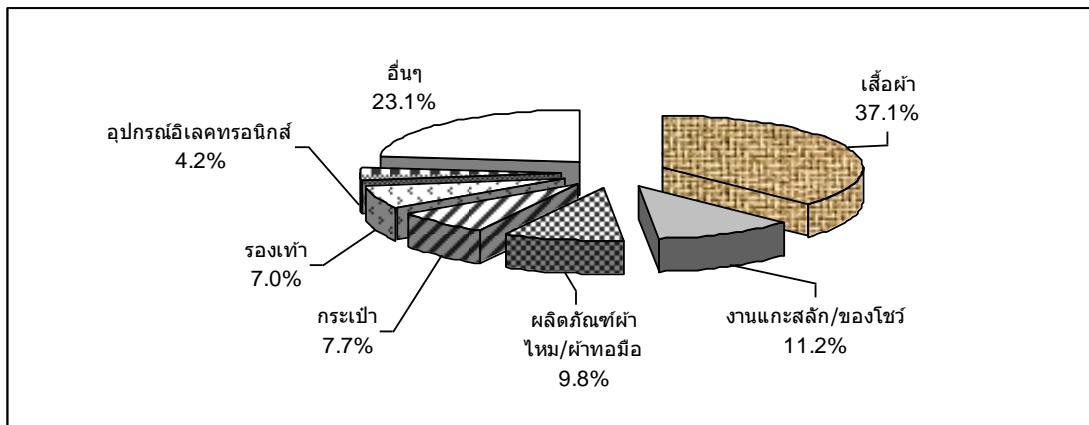 อื่นๆ
23.1%
เสื้อผ้า
37.1%
อุปกรณ์อิเลคทรอนิกส์
4.2%
รองเท้า
7.0%
กระเป๋า
7.7%
ผลิตภัณฑ์ผ้า
ไหม/ผ้าทอมือ
9.8%
งานแกะสลัก/ของโชว์
11.2%